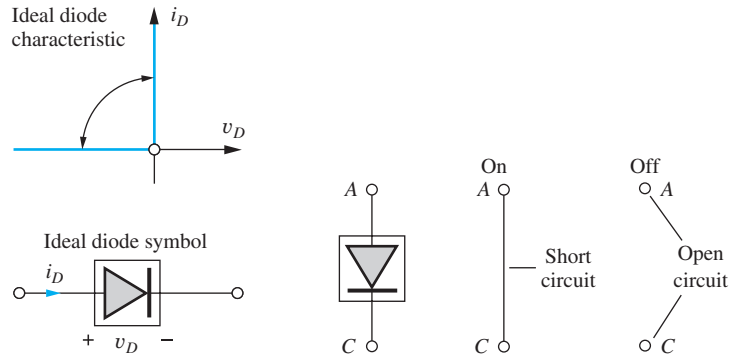 Ideal diode
characteristic
i_D
v_D
Ideal diode symbol
i_D
+ v_D −
A
C
On
A
Short
circuit
C
Off
A
Open
circuit
C